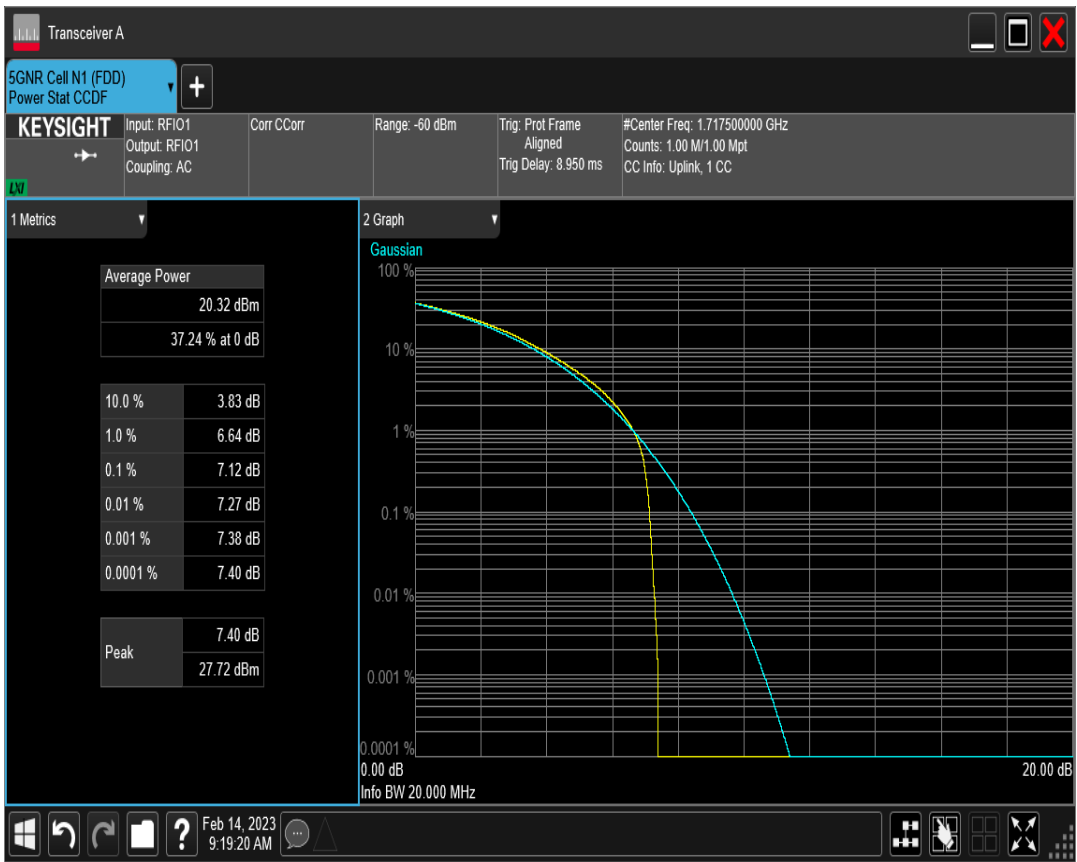 Transceiver A
5GNR Cell N1 (FDD)
Power Stat CCDF
+
KEYSIGHT
LXI
Input: RFIO1
Output: RFIO1
Coupling: AC
Corr CCorr
Range: -60 dBm
Trig: Prot Frame
Aligned
Trig Delay: 8.950 ms
#Center Freq: 1.717500000 GHz
Counts: 1.00 M/1.00 Mpt
CC Info: Uplink, 1 CC
1 Metrics
Average Power
20.32 dBm
37.24 % at 0 dB
10.0 % 3.83 dB
1.0 % 6.64 dB
0.1 % 7.12 dB
0.01 % 7.27 dB
0.001 % 7.38 dB
0.0001 % 7.40 dB
Peak
7.40 dB
27.72 dBm
2 Graph
Gaussian
100 %
10 %
1 %
0.1 %
0.01 %
0.001 %
0.0001 %
0.00 dB 20.00 dB
Info BW 20.000 MHz
?
Feb 14, 2023
9:19:20 AM